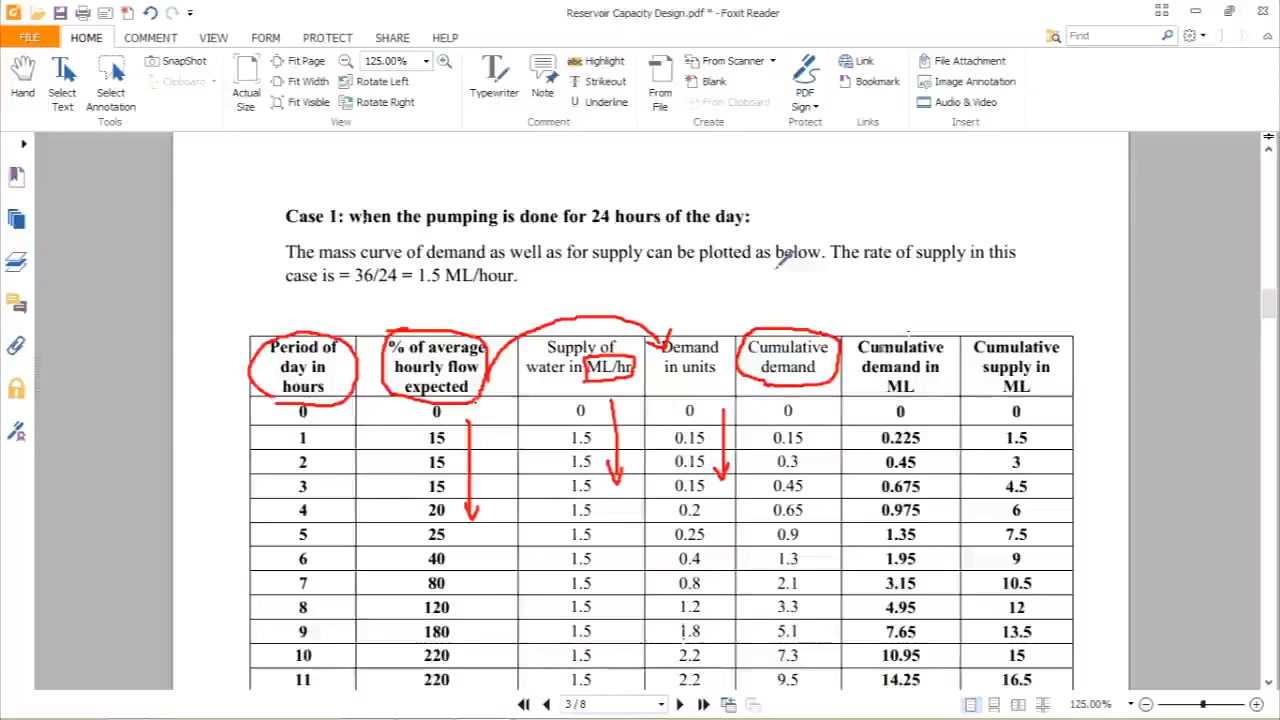 Reservoir Capacity Design.pdf * - Foxit Reader
FILE HOME COMMENT VIEW FORM PROTECT SHARE HELP Find
Hand
Select Text
Select Annotation
SnapShot
Clipboard
Tools
Actual Size
Fit Page
Fit Width
Fit Visible
125.00%
Rotate Left
Rotate Right
View
Typewriter
Note
Highlight
Strikeout
Underline
Comment
From File
From Scanner
Blank
From Clipboard
Create
PDF Sign
Protect
Link
Bookmark
Links
File Attachment
Image Annotation
Audio & Video
Insert
Case 1: when the pumping is done for 24 hours of the day:
The mass curve of demand as well as for supply can be plotted as below. The rate of supply in this
case is = 36/24 = 1.5 ML/hour.
Period of day in hours % of average hourly flow expected Supply of water in ML/hr Demand in units Cumulative demand Cumulative demand in ML Cumulative supply in ML
0 0 0 0 0 0 0
1 15 1.5 0.15 0.15 0.225 1.5
2 15 1.5 0.15 0.3 0.45 3
3 15 1.5 0.15 0.45 0.675 4.5
4 20 1.5 0.2 0.65 0.975 6
5 25 1.5 0.25 0.9 1.35 7.5
6 40 1.5 0.4 1.3 1.95 9
7 80 1.5 0.8 2.1 3.15 10.5
8 120 1.5 1.2 3.3 4.95 12
9 180 1.5 1.8 5.1 7.65 13.5
10 220 1.5 2.2 7.3 10.95 15
11 220 1.5 2.2 9.5 14.25 16.5
3 / 8 125.00%